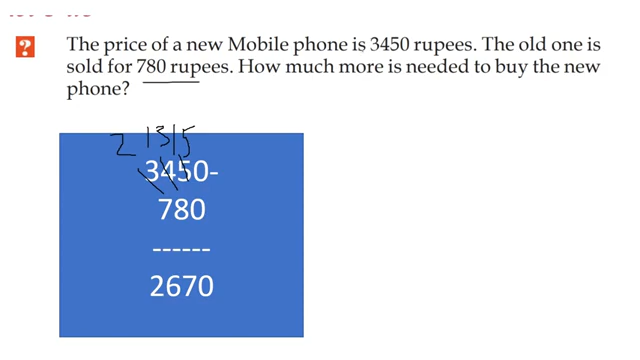 ?
The price of a new Mobile phone is 3450 rupees. The old one is
sold for 780 rupees. How much more is needed to buy the new
phone?
2 13 15
3450-
780
------
2670